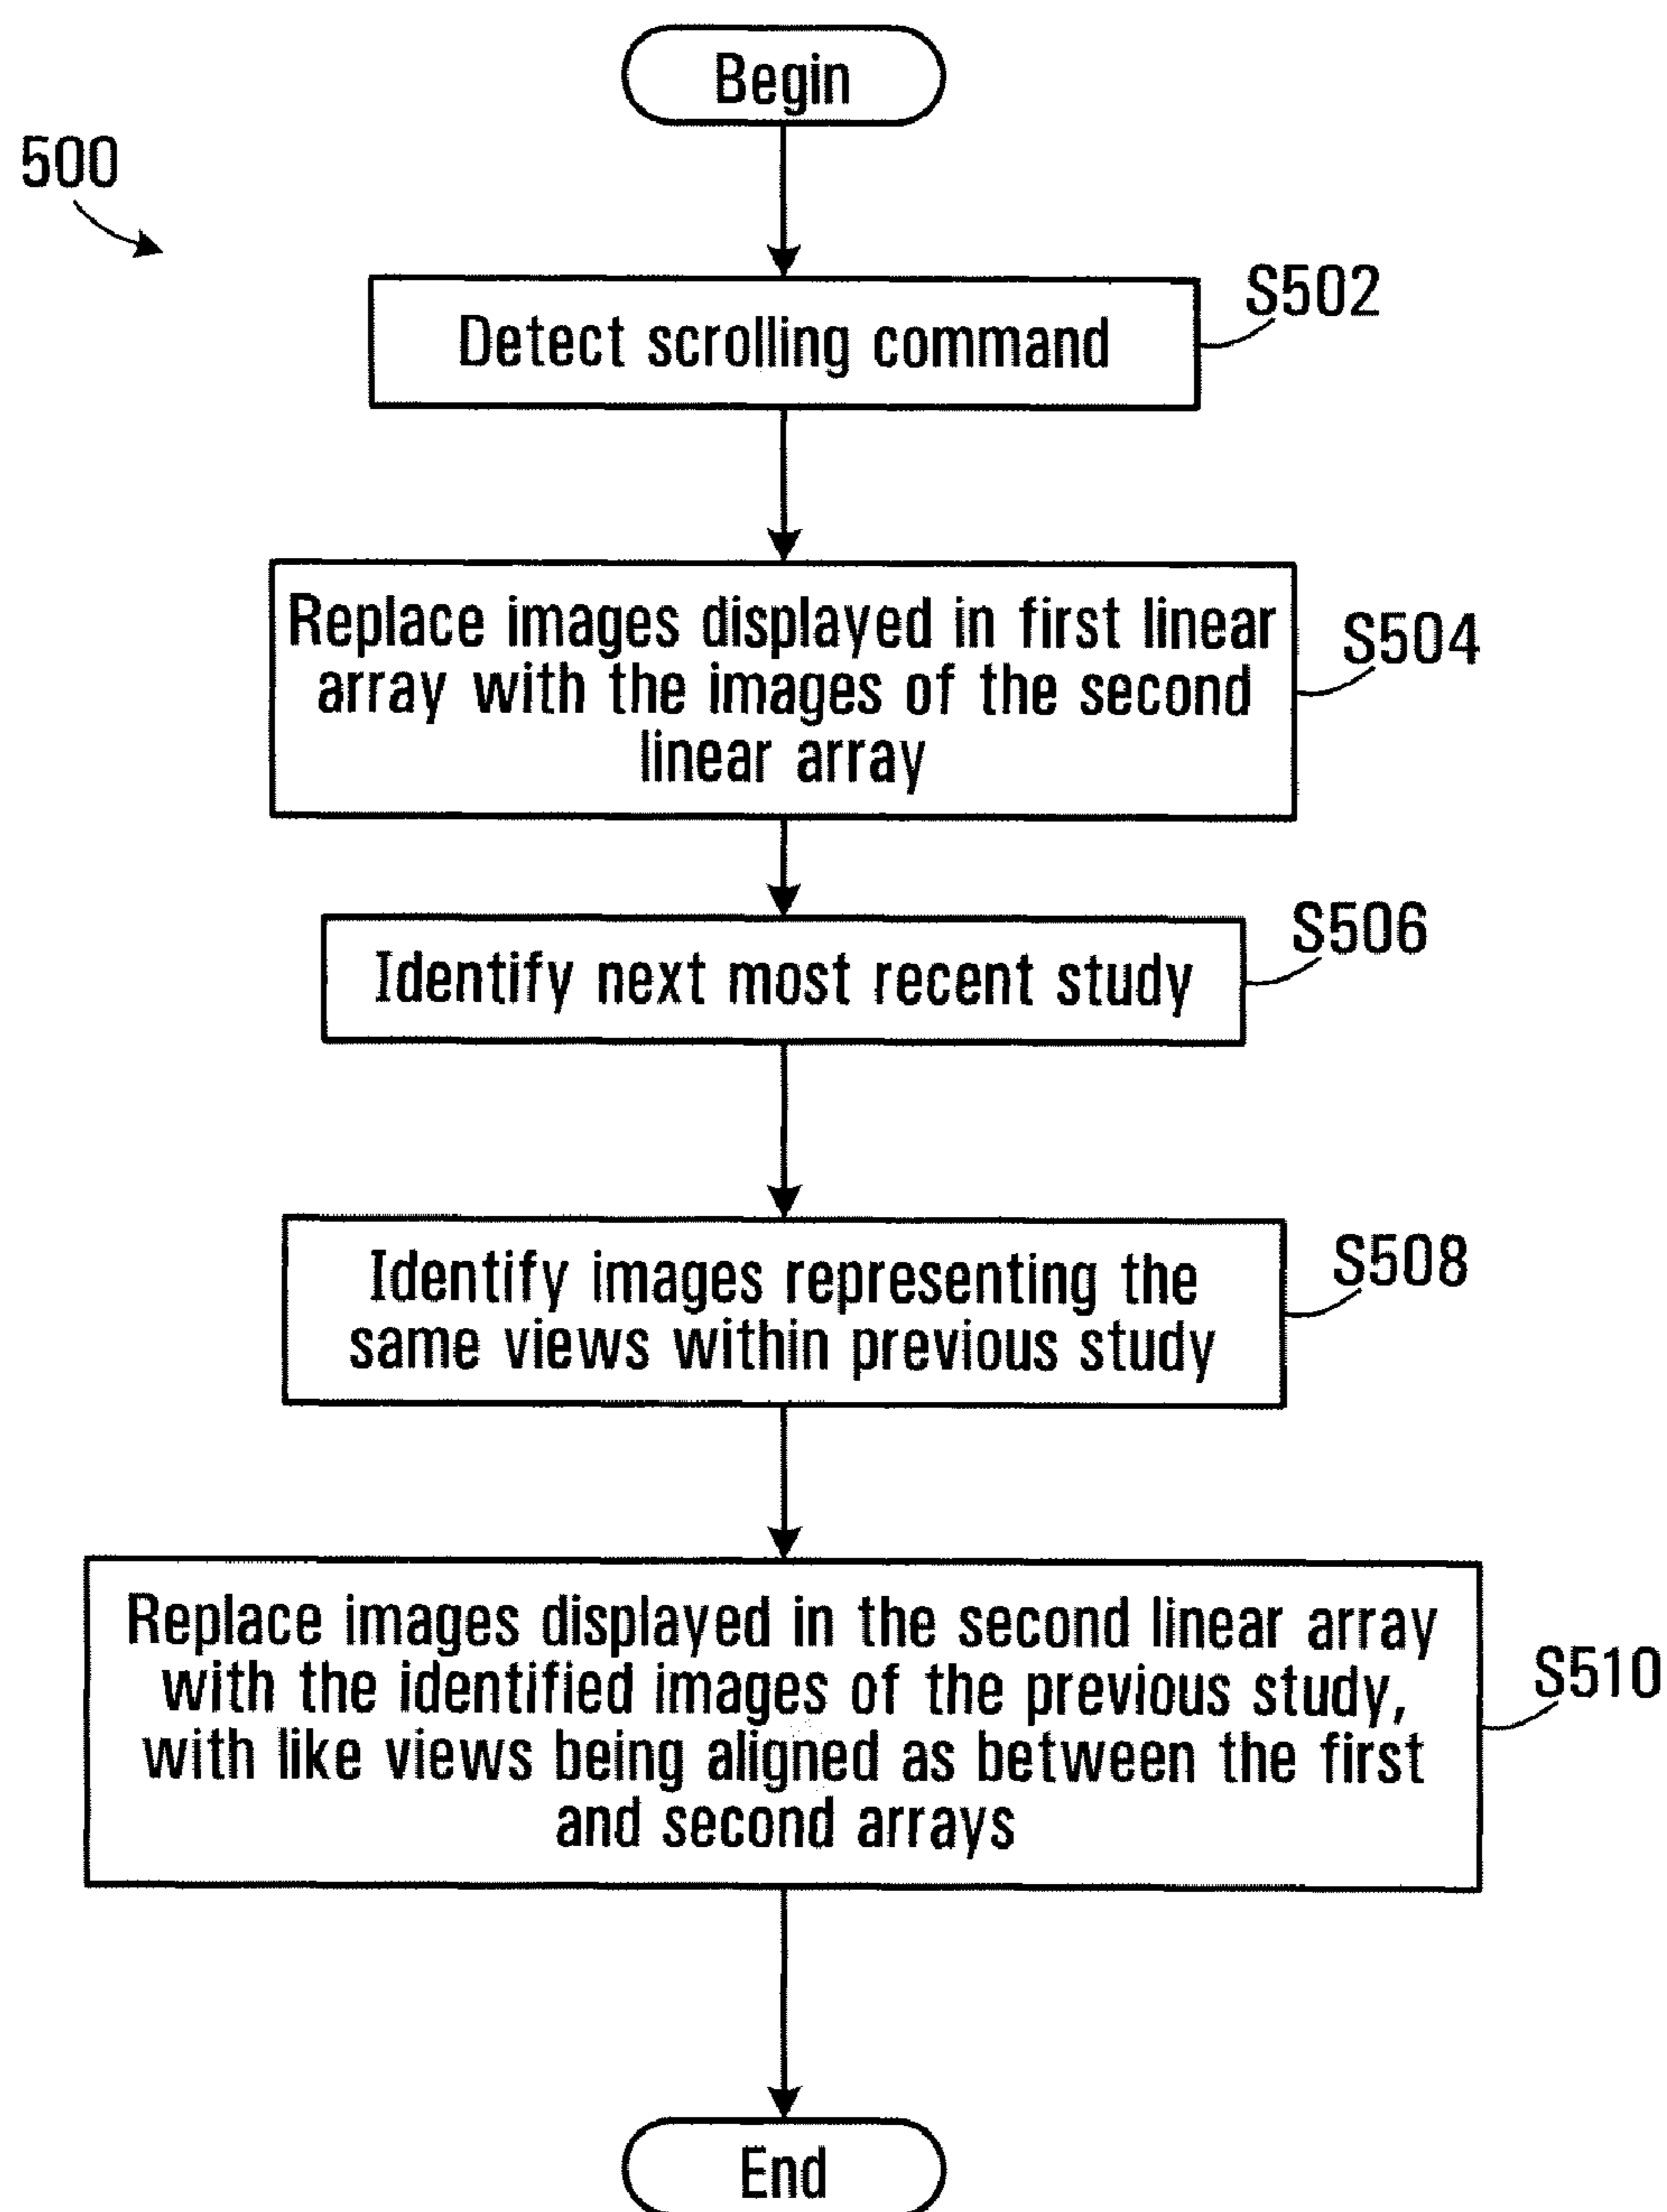 Begin
500
Detect scrolling command
S502
Replace images displayed in first linear
array with the images of the second
linear array
S504
Identify next most recent study
S506
Identify images representing the
same views within previous study
S508
Replace images displayed in the second linear array
with the identified images of the previous study,
with like views being aligned as between the first
and second arrays
S510
End